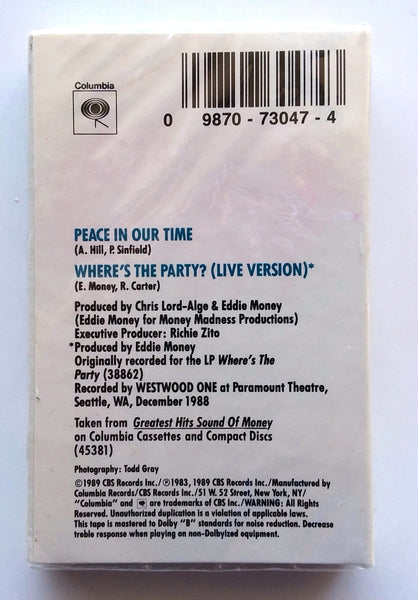 Columbia
0 9870 - 73047 - 4
PEACE IN OUR TIME
(A. Hill, P. Sinfield)
WHERE'S THE PARTY? (LIVE VERSION)*
(E. Money, R. Carter)
Produced by Chris Lord-Alge & Eddie Money
(Eddie Money for Money Madness Productions)
Executive Producer: Richie Zito
*Produced by Eddie Money
Originally recorded for the LP Where's The
Party (38862)
Recorded by WESTWOOD ONE at Paramount Theatre,
Seattle, WA, December 1988
Taken from Greatest Hits Sound Of Money
on Columbia Cassettes and Compact Discs
(45381)
Photography: Todd Gray
©1989 CBS Records Inc./℗1983, 1989 CBS Records Inc./Manufactured by
Columbia Records/CBS Records Inc./51 W. 52 Street, New York, NY/
"Columbia" and are trademarks of CBS Inc./WARNING: All Rights
Reserved. Unauthorized duplication is a violation of applicable laws.
This tape is mastered to Dolby "B" standards for noise reduction. Decrease
treble response when playing on non-Dolbyized equipment.